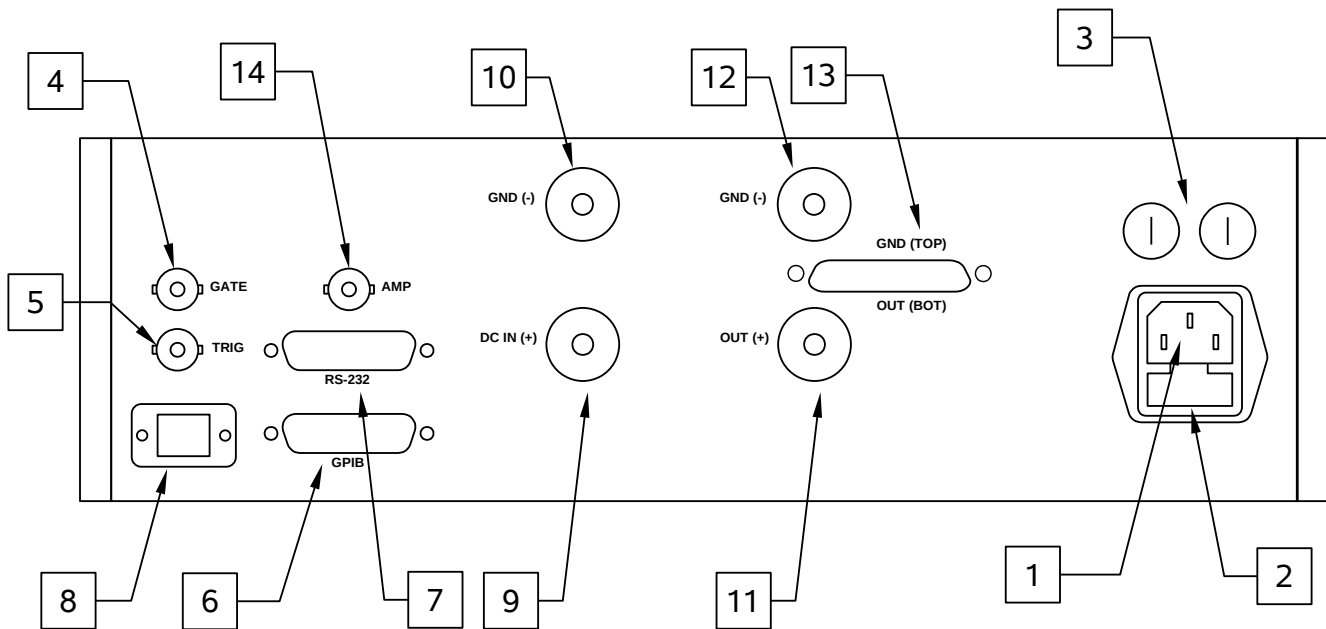 3
14
10
12
13
4
GND (-)
GND (-)
GND (TOP)
GATE
AMP
5
OUT (BOT)
DC IN (+)
OUT (+)
TRIG
RS-232
GPIB
1
2
8
6
7
9
11